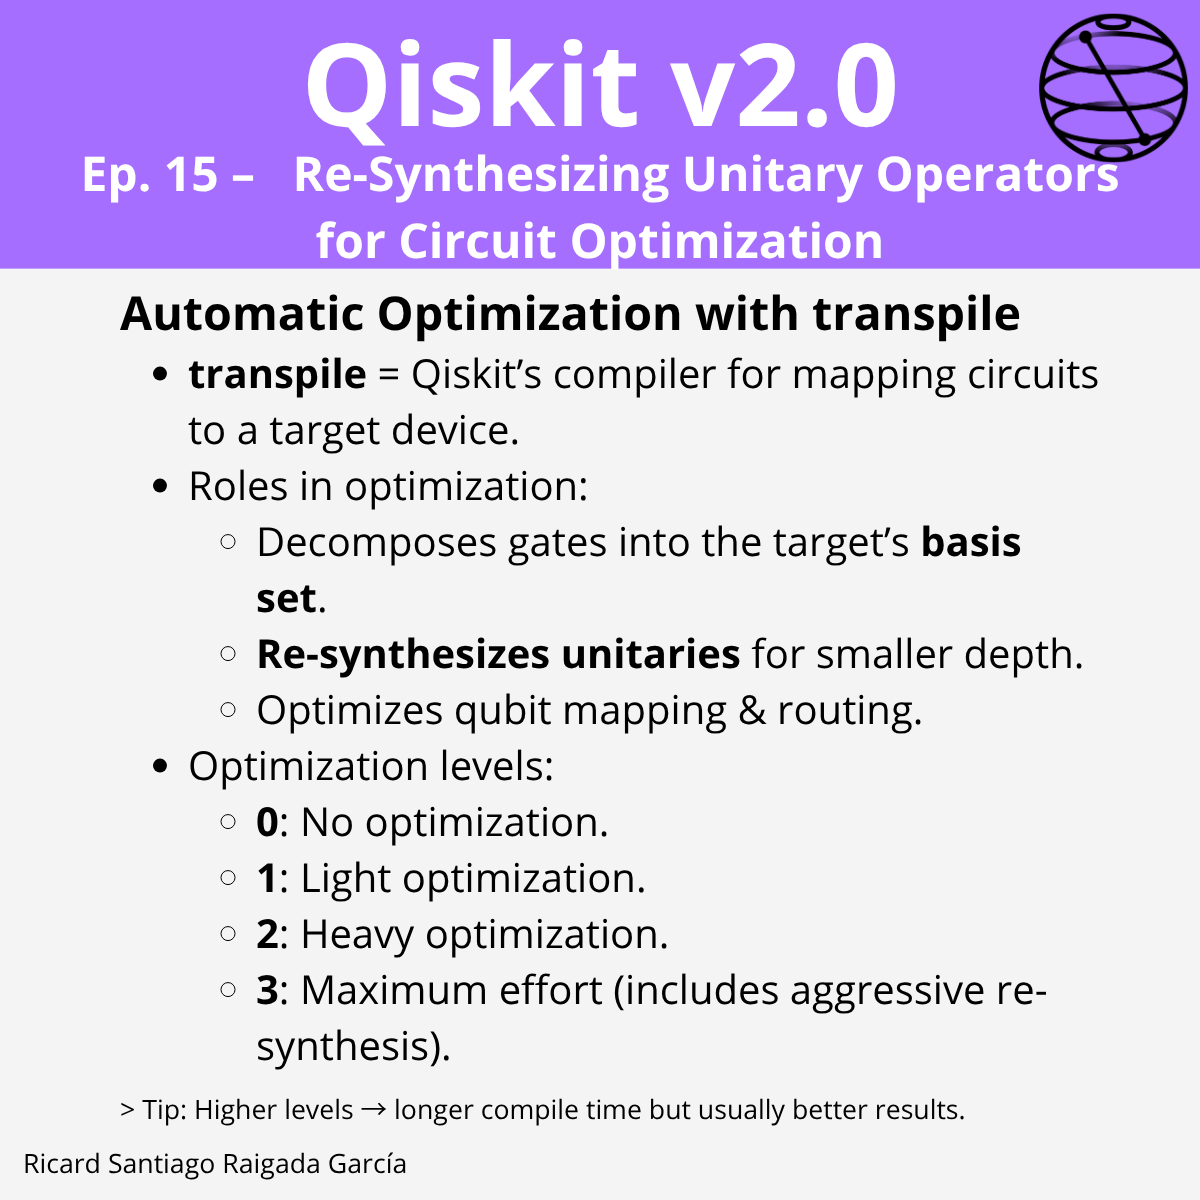 Qiskit v2.0
Ep. 15 – Re-Synthesizing Unitary Operators
for Circuit Optimization
Automatic Optimization with transpile
• transpile = Qiskit’s compiler for mapping circuits
to a target device.
• Roles in optimization:
○ Decomposes gates into the target’s basis
set.
○ Re-synthesizes unitaries for smaller depth.
○ Optimizes qubit mapping & routing.
• Optimization levels:
○ 0: No optimization.
○ 1: Light optimization.
○ 2: Heavy optimization.
○ 3: Maximum effort (includes aggressive re-
synthesis).
> Tip: Higher levels → longer compile time but usually better results.
Ricard Santiago Raigada García